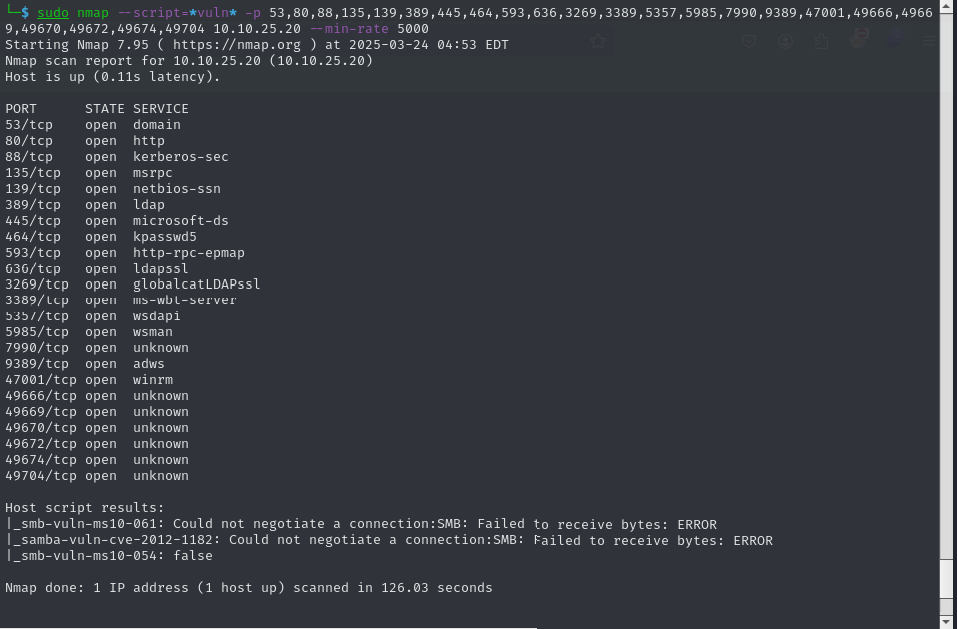 └─$ sudo nmap --script=*vuln* -p 53,80,88,135,139,389,445,464,593,636,3269,3389,5357,5985,7990,9389,47001,49666,4966
9,49670,49672,49674,49704 10.10.25.20 --min-rate 5000
Starting Nmap 7.95 ( https://nmap.org ) at 2025-03-24 04:53 EDT
Nmap scan report for 10.10.25.20 (10.10.25.20)
Host is up (0.11s latency).
PORT      STATE SERVICE
53/tcp    open  domain
80/tcp    open  http
88/tcp    open  kerberos-sec
135/tcp   open  msrpc
139/tcp   open  netbios-ssn
389/tcp   open  ldap
445/tcp   open  microsoft-ds
464/tcp   open  kpasswd5
593/tcp   open  http-rpc-epmap
636/tcp   open  ldapssl
3269/tcp  open  globalcatLDAPssl
3389/tcp  open  ms-wbt-server
5357/tcp  open  wsdapi
5985/tcp  open  wsman
7990/tcp  open  unknown
9389/tcp  open  adws
47001/tcp open  winrm
49666/tcp open  unknown
49669/tcp open  unknown
49670/tcp open  unknown
49672/tcp open  unknown
49674/tcp open  unknown
49704/tcp open  unknown
Host script results:
|_smb-vuln-ms10-061: Could not negotiate a connection:SMB: Failed to receive bytes: ERROR
|_samba-vuln-cve-2012-1182: Could not negotiate a connection:SMB: Failed to receive bytes: ERROR
|_smb-vuln-ms10-054: false
Nmap done: 1 IP address (1 host up) scanned in 126.03 seconds